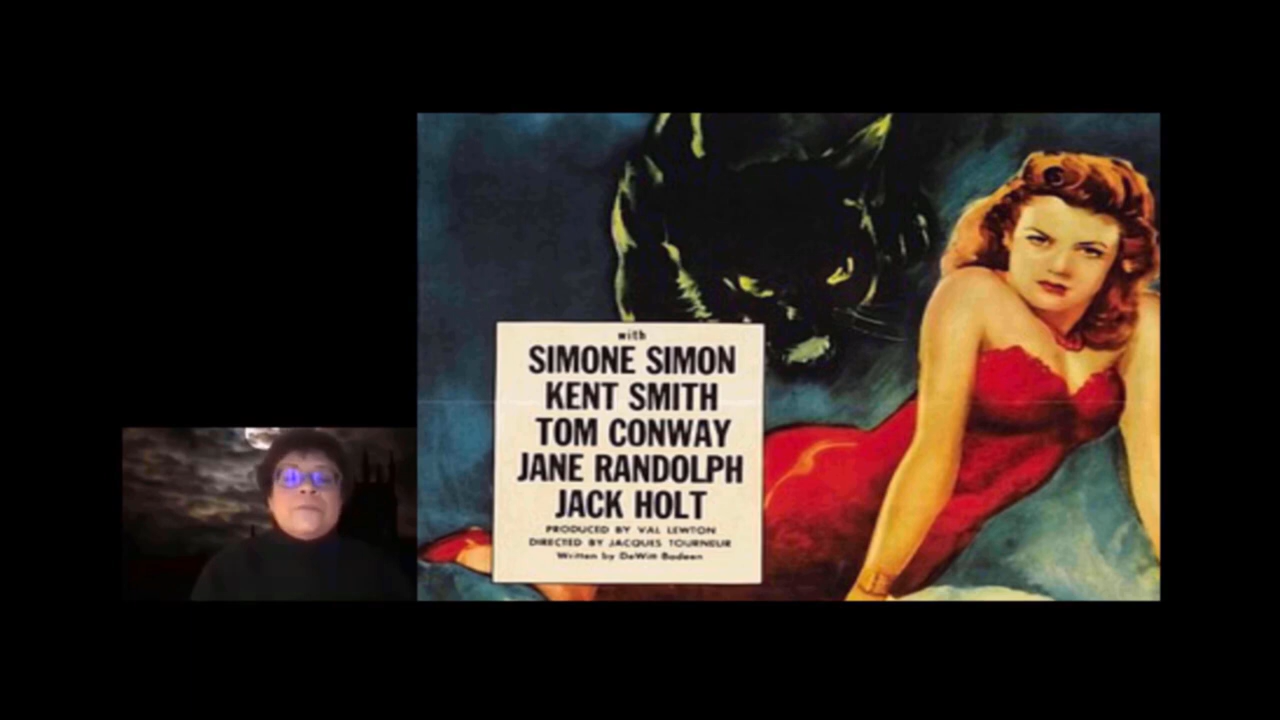 with
SIMONE SIMON
KENT SMITH
TOM CONWAY
JANE RANDOLPH
JACK HOLT
PRODUCED BY VAL LEWTON
DIRECTED BY JACQUES TOURNEUR
Written by DeWitt Bodeen